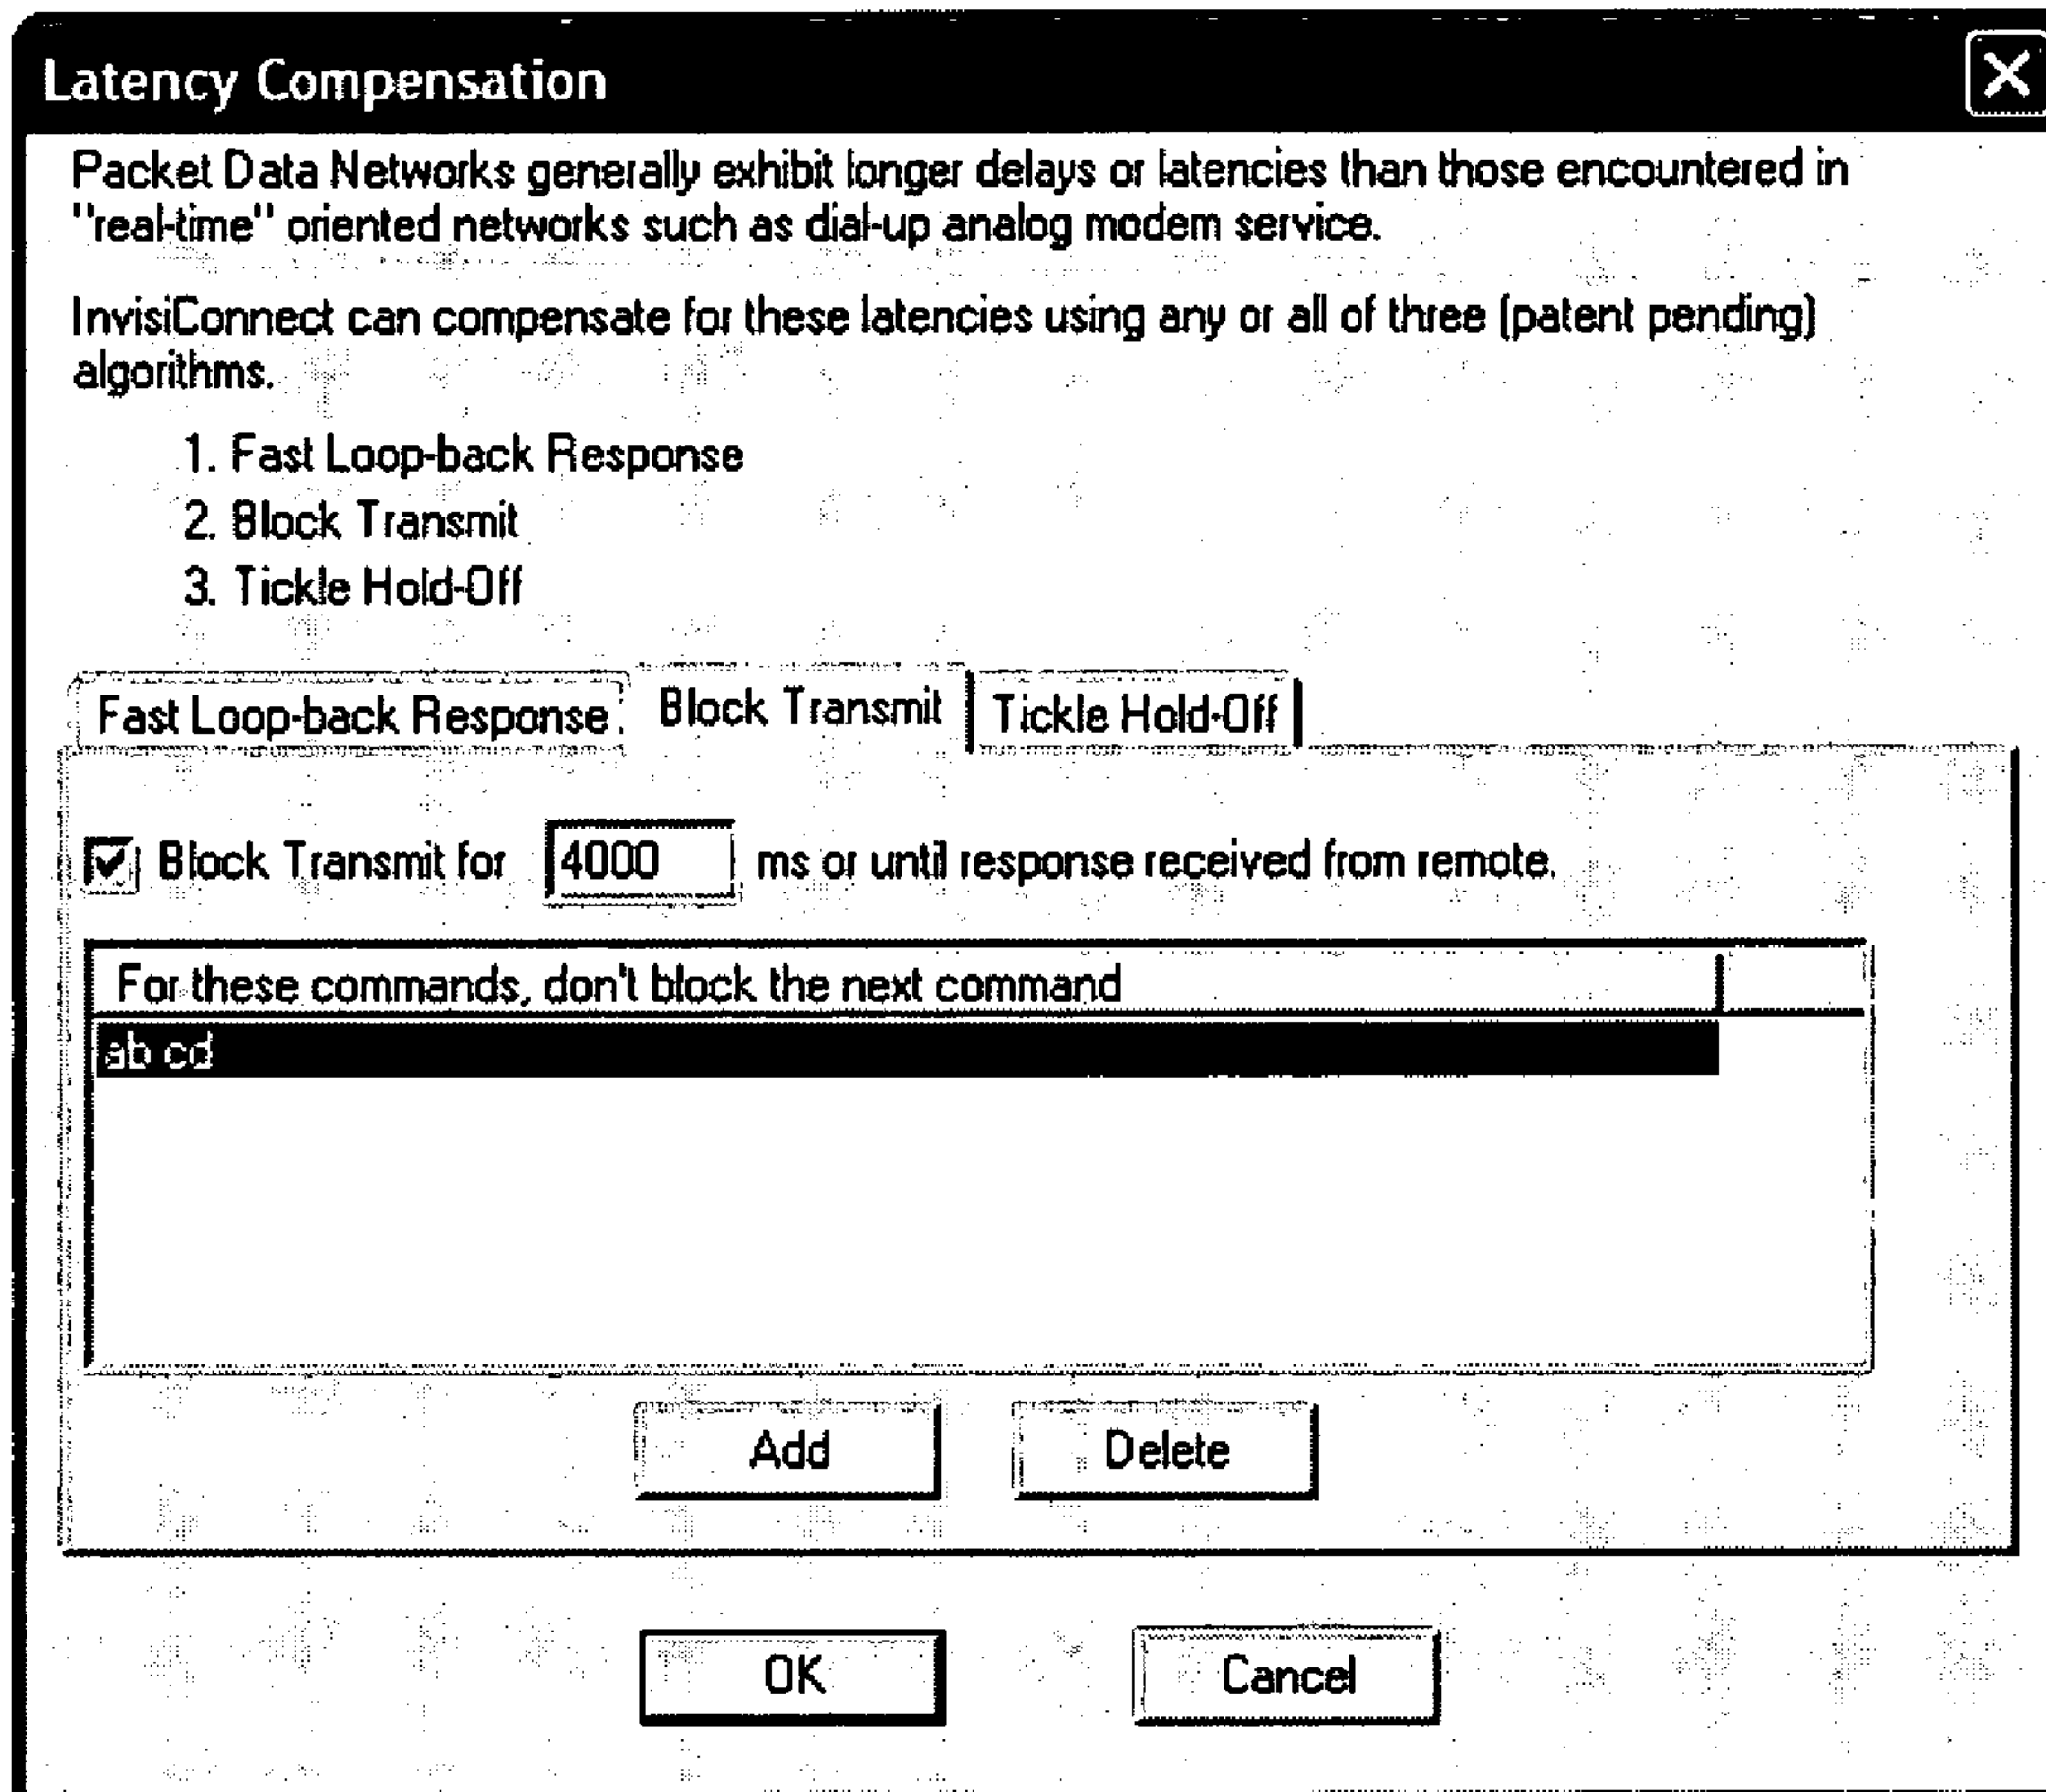 Latency Compensation
Packet Data Networks generally exhibit longer delays or latencies than those encountered in
"real-time" oriented networks such as dial-up analog modem service.
InvisiConnect can compensate for these latencies using any or all of three (patent pending)
algorithms.
1. Fast Loop-back Response
2. Block Transmit
3. Tickle Hold-Off
Fast Loop-back Response Block Transmit Tickle Hold-Off
Block Transmit for 4000 ms or until response received from remote.
For these commands, don't block the next command
ab cd
Add Delete
OK Cancel